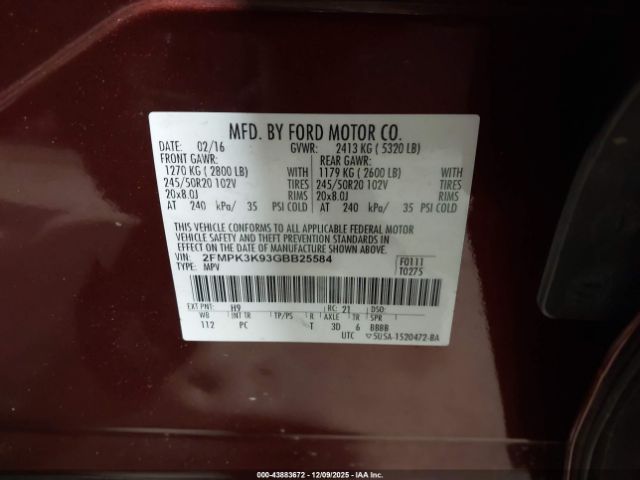 MFD. BY FORD MOTOR CO.
DATE: 02/16 GVWR: 2413 KG ( 5320 LB)
FRONT GAWR: REAR GAWR:
1270 KG ( 2800 LB) WITH 1179 KG ( 2600 LB) WITH
245/50R20 102V TIRES 245/50R20 102V TIRES
20x8.0J RIMS 20x8.0J RIMS
AT 240 kPa/ 35 PSI COLD AT 240 kPa/ 35 PSI COLD
THIS VEHICLE CONFORMS TO ALL APPLICABLE FEDERAL MOTOR
VEHICLE SAFETY AND THEFT PREVENTION STANDARDS IN
EFFECT ON THE DATE OF MANUFACTURE SHOWN ABOVE.
VIN: 2FMPK3K93GBB25584 F0111
TYPE: MPV T0275
EXT PNT: H9 RC: 21 DSO:
WB INT TR TP/PS R AXLE TR SPR
112 PC T 3D 6 BBBB
UTC 5USA-1520472-BA
000-43883672 - 12/09/2025 - IAA Inc.